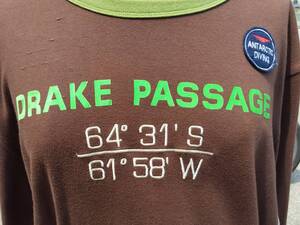 ANTARCTIC
DIVING
DRAKE PASSAGE
64° 31' S
61° 58' W